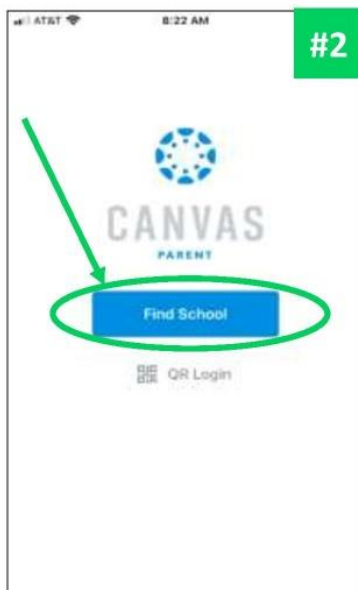 AT&T 8:22 AM
#2
CANVAS
PARENT
Find School
QR Login